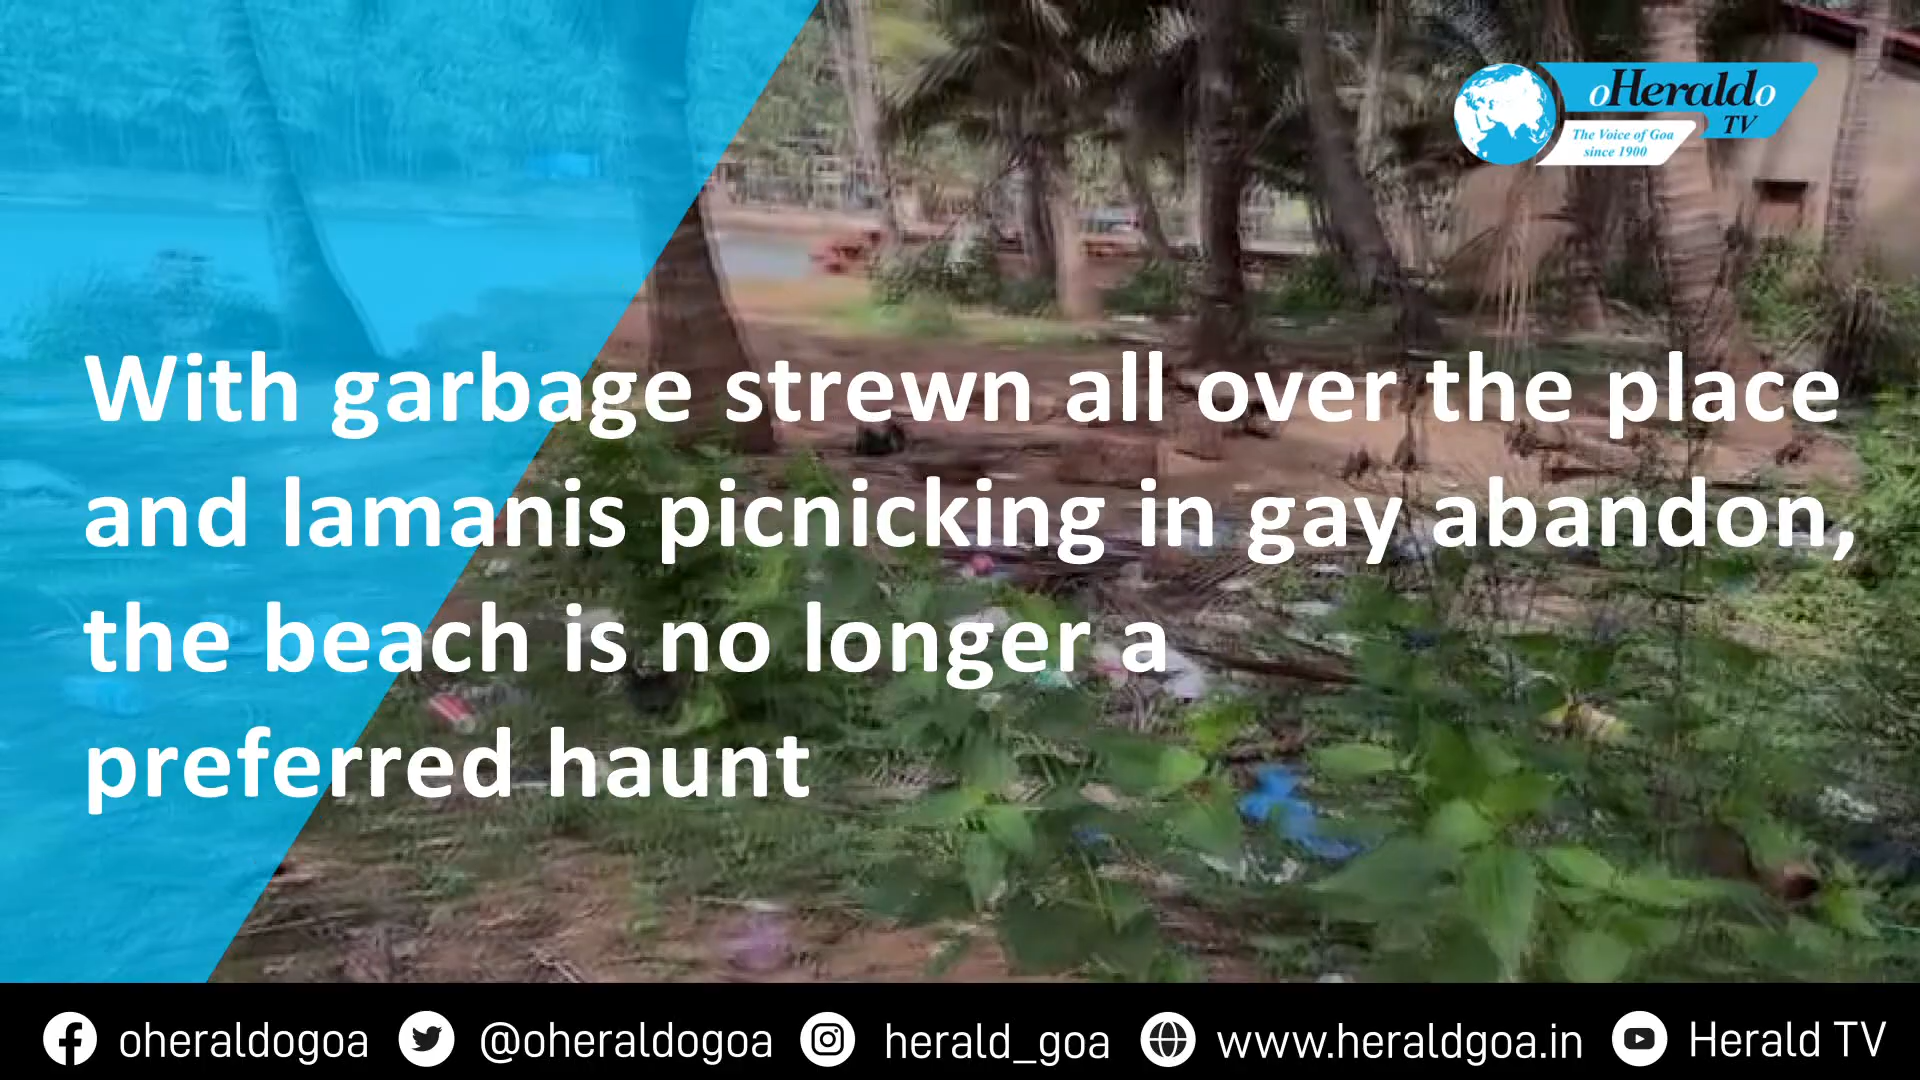 oHeraldo
TV
The Voice of Goa
since 1900
With garbage strewn all over the place
and lamanis picnicking in gay abandon,
the beach is no longer a
preferred haunt
oheraldogoa @oheraldogoa herald_goa www.heraldgoa.in Herald TV